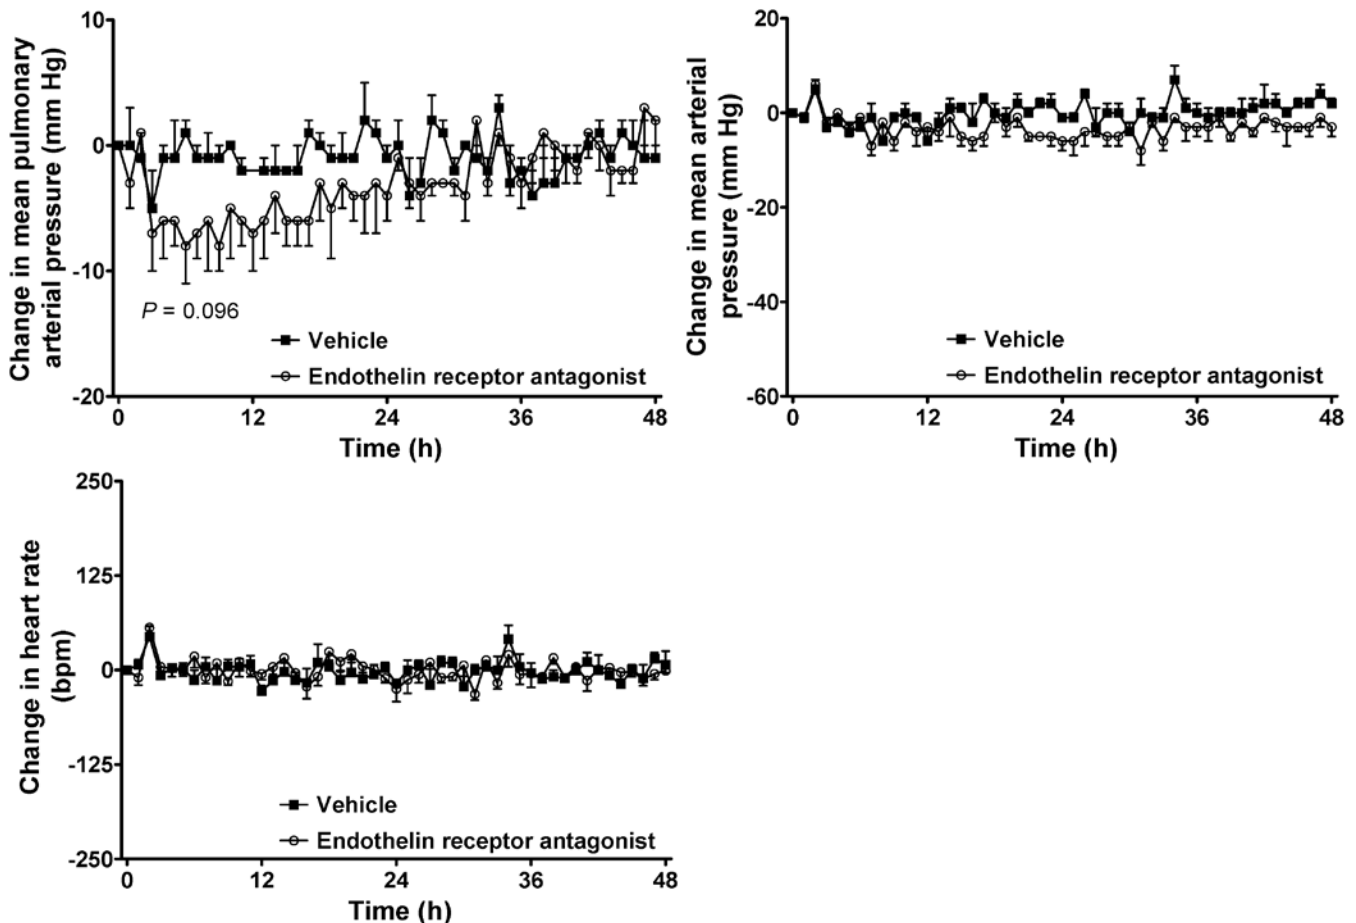 Change in mean pulmonary
arterial pressure (mm Hg)
10
0
-10
-20
P = 0.096
Vehicle
Endothelin receptor antagonist
0 12 24 36 48
Time (h)
Change in mean arterial
pressure (mm Hg)
20
0
-20
-40
-60
Vehicle
Endothelin receptor antagonist
0 12 24 36 48
Time (h)
Change in heart rate
(bpm)
250
125
0
-125
-250
Vehicle
Endothelin receptor antagonist
0 12 24 36 48
Time (h)